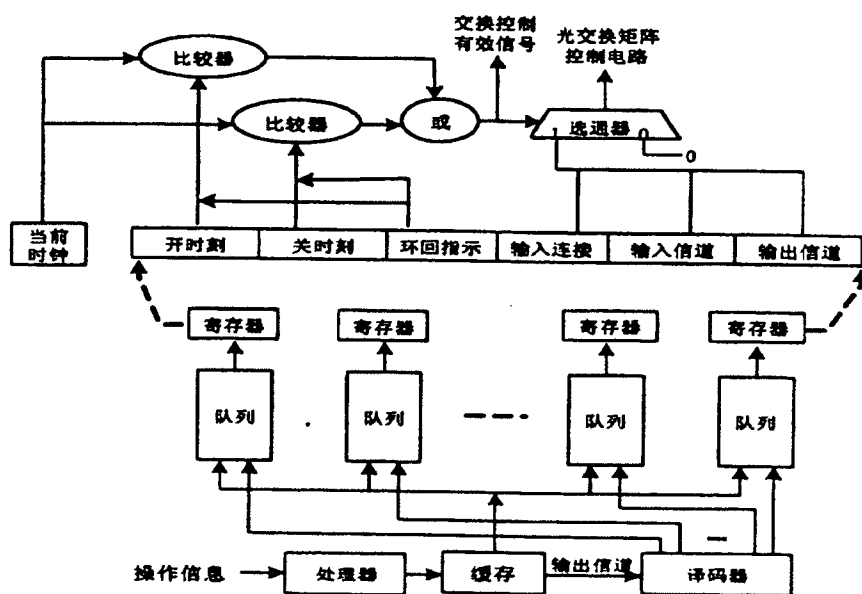 交换控制
有效信号
光交换矩阵
控制电路
比较器
比较器
或
1 选通器 0
0
当前
时钟
开时刻 关时刻 环回指示 输入连接 输入信道 输出信道
寄存器 寄存器 寄存器 寄存器
队列 队列 队列 队列
操作信息 处理器 缓存 输出信道 译码器